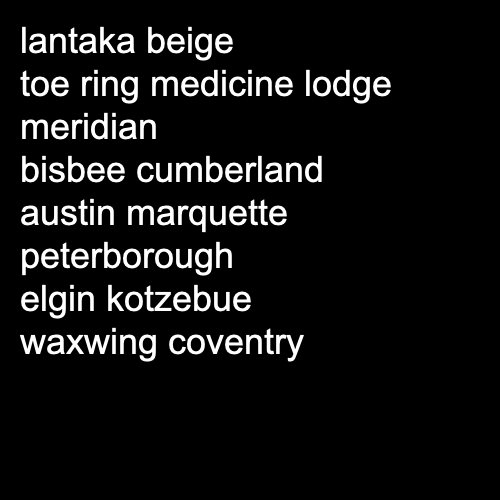 lantaka beige
toe ring medicine lodge
meridian
bisbee cumberland
austin marquette
peterborough
elgin kotzebue
waxwing coventry